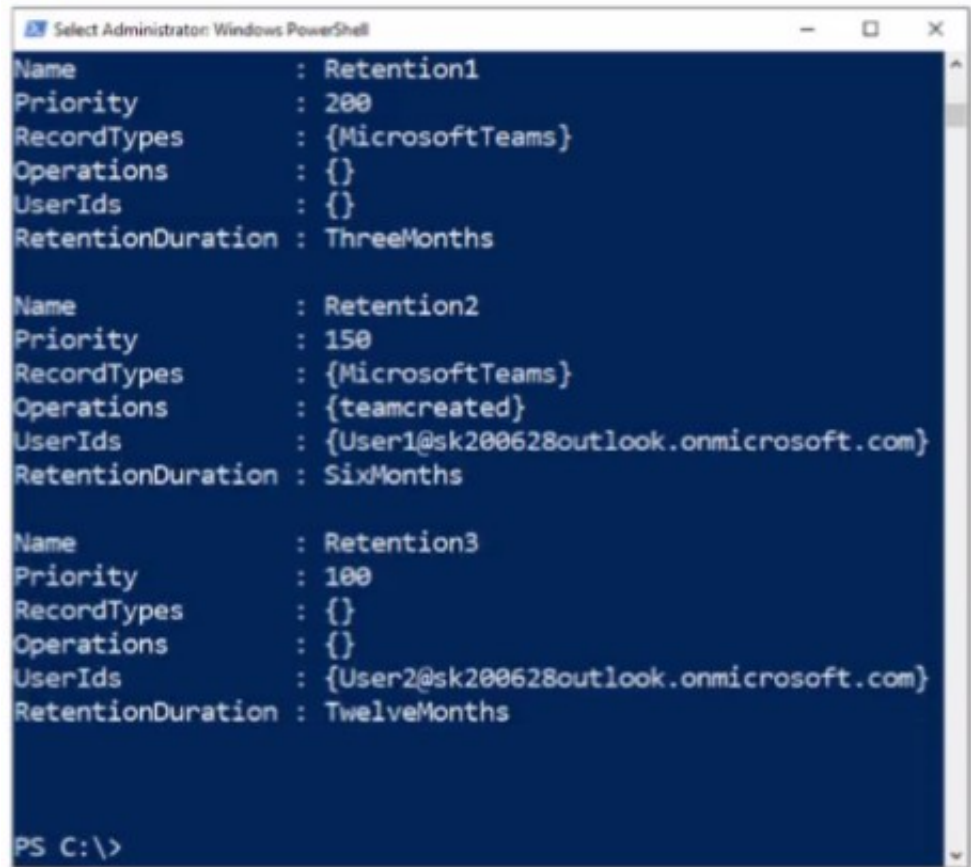 Select Administrator: Windows PowerShell
Name : Retention1
Priority : 200
RecordTypes : {MicrosoftTeams}
Operations : {}
UserIds : {}
RetentionDuration : ThreeMonths
Name : Retention2
Priority : 150
RecordTypes : {MicrosoftTeams}
Operations : {teamcreated}
UserIds : {User1@sk200628outlook.onmicrosoft.com}
RetentionDuration : SixMonths
Name : Retention3
Priority : 100
RecordTypes : {}
Operations : {}
UserIds : {User2@sk200628outlook.onmicrosoft.com}
RetentionDuration : TwelveMonths
PS C:\>